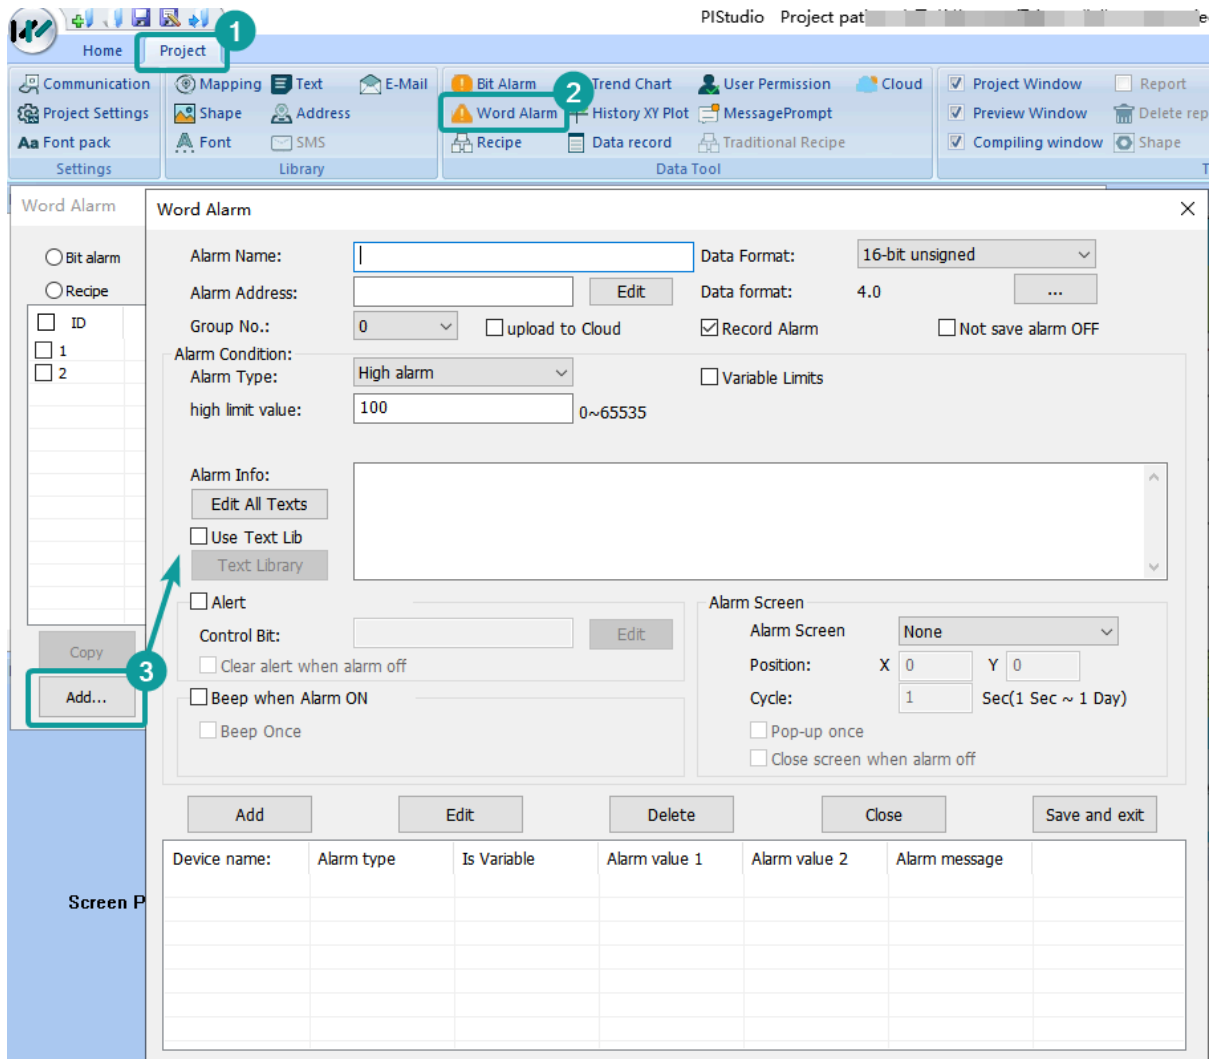 PIStudio Project pat
1
Home Project
Communication Mapping Text E-Mail Bit Alarm Trend Chart User Permission Cloud Project Window Report
2
Project Settings Shape Address Word Alarm History XY Plot MessagePrompt Preview Window Delete rep
Aa Font pack Font SMS Recipe Data record Traditional Recipe Compiling window Shape
Settings Library Data Tool T
Word Alarm
Word Alarm
Bit alarm
Recipe
ID
1
2
Copy
Add...
3
Alarm Name: Data Format: 16-bit unsigned
Alarm Address: Edit Data format: 4.0 ...
Group No.: 0 upload to Cloud Record Alarm Not save alarm OFF
Alarm Condition:
Alarm Type: High alarm Variable Limits
high limit value: 100 0~65535
Alarm Info:
Edit All Texts
Use Text Lib
Text Library
Alert
Control Bit: Edit
Clear alert when alarm off
Beep when Alarm ON
Beep Once
Alarm Screen
Alarm Screen None
Position: X 0 Y 0
Cycle: 1 Sec(1 Sec ~ 1 Day)
Pop-up once
Close screen when alarm off
Add Edit Delete Close Save and exit
Device name: Alarm type Is Variable Alarm value 1 Alarm value 2 Alarm message
Screen P